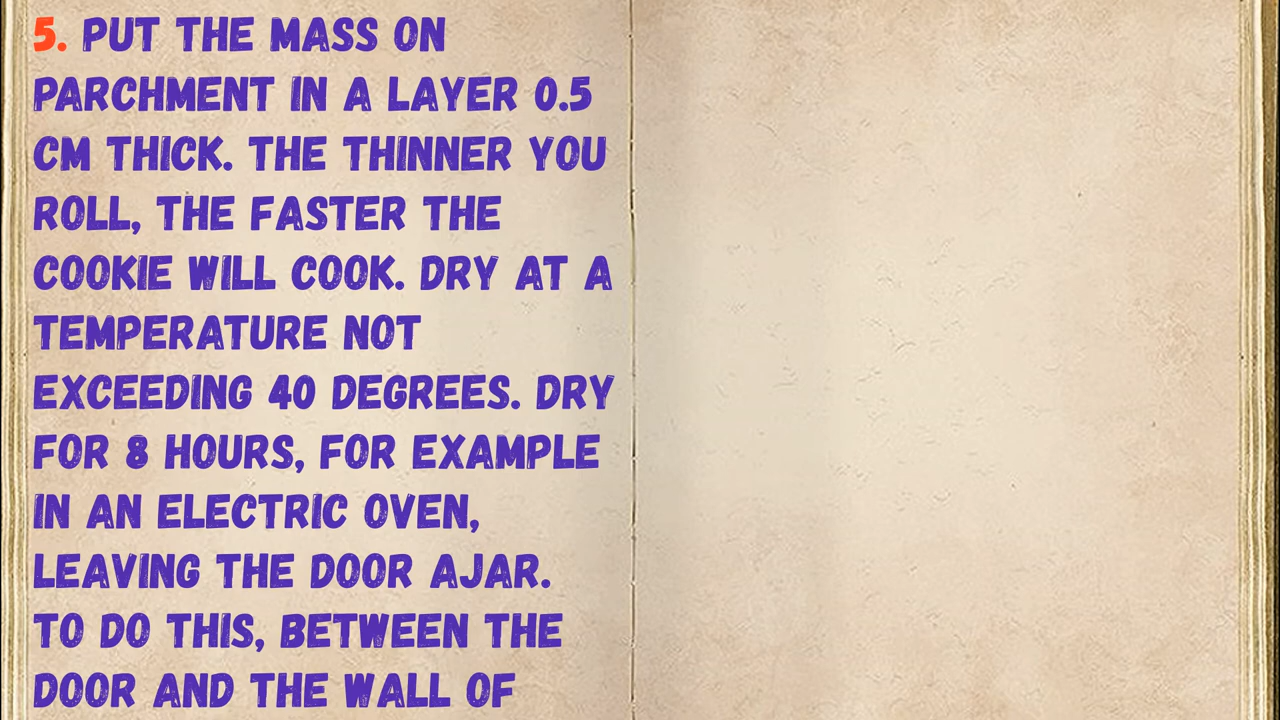 5. PUT THE MASS ON
PARCHMENT IN A LAYER 0.5
CM THICK. THE THINNER YOU
ROLL, THE FASTER THE
COOKIE WILL COOK. DRY AT A
TEMPERATURE NOT
EXCEEDING 40 DEGREES. DRY
FOR 8 HOURS, FOR EXAMPLE
IN AN ELECTRIC OVEN,
LEAVING THE DOOR AJAR.
TO DO THIS, BETWEEN THE
DOOR AND THE WALL OF